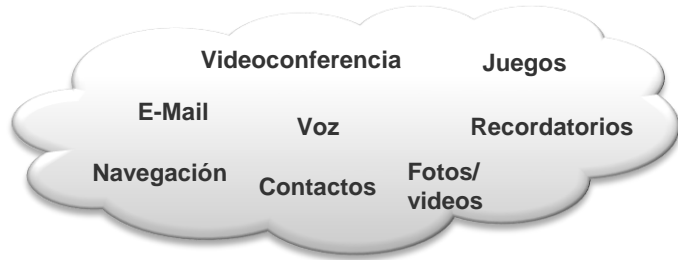 Videoconferencia
Juegos
E-Mail
Voz
Recordatorios
Navegación
Contactos
Fotos/
videos